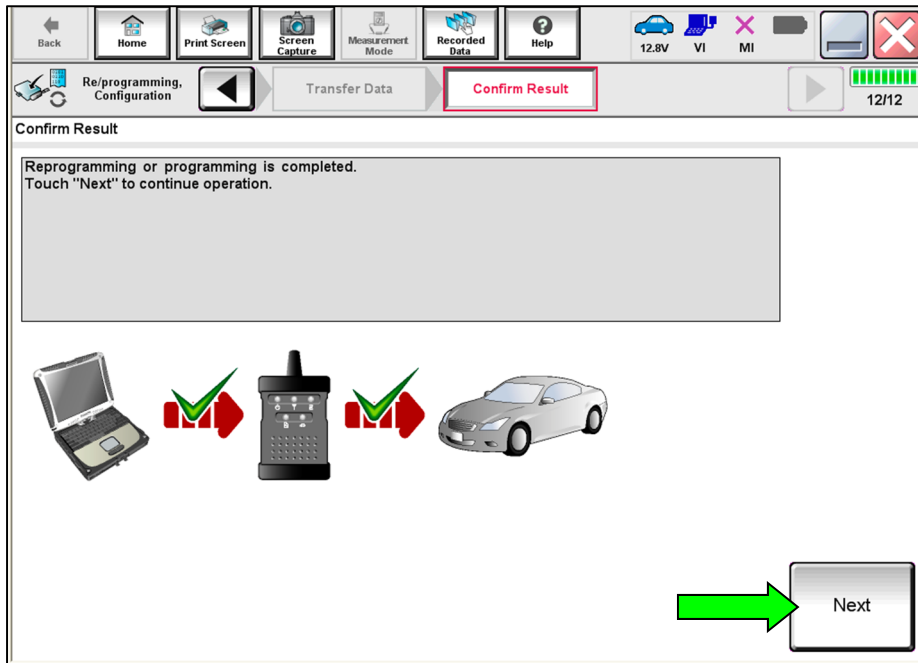 Back
Home
Print Screen
Screen
Capture
Measurement
Mode
Recorded
Data
Help
12.8V
VI
MI
Re/programming,
Configuration
Transfer Data
Confirm Result
12/12
Confirm Result
Reprogramming or programming is completed.
Touch "Next" to continue operation.
Next